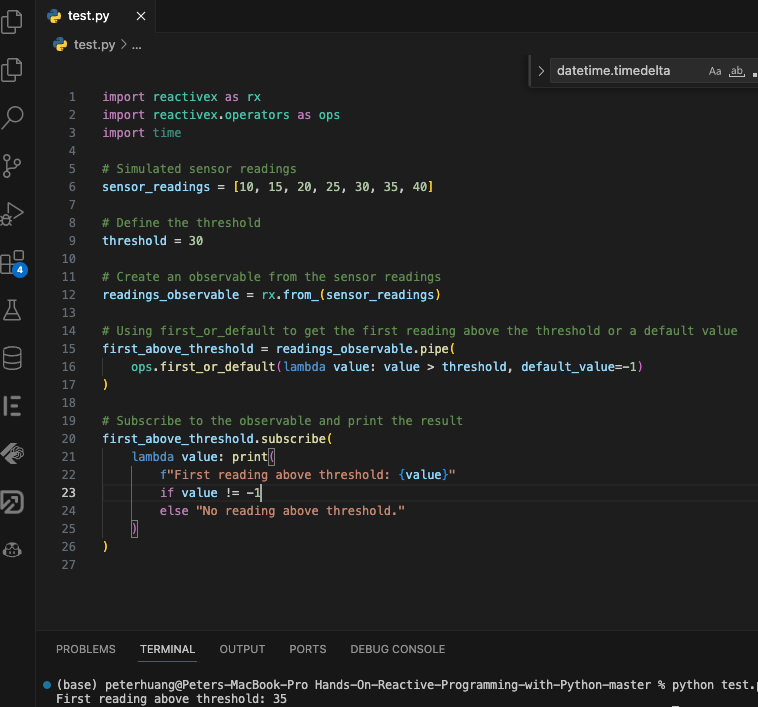 test.py
test.py > ...
datetime.timedelta Aa ab
1 import reactivex as rx
2 import reactivex.operators as ops
3 import time
4
5 # Simulated sensor readings
6 sensor_readings = [10, 15, 20, 25, 30, 35, 40]
7
8 # Define the threshold
9 threshold = 30
10
11 # Create an observable from the sensor readings
12 readings_observable = rx.from_(sensor_readings)
13
14 # Using first_or_default to get the first reading above the threshold or a default value
15 first_above_threshold = readings_observable.pipe(
16     ops.first_or_default(lambda value: value > threshold, default_value=-1)
17 )
18
19 # Subscribe to the observable and print the result
20 first_above_threshold.subscribe(
21     lambda value: print(
22         f"First reading above threshold: {value}"
23         if value != -1
24         else "No reading above threshold."
25     )
26 )
27
4
PROBLEMS TERMINAL OUTPUT PORTS DEBUG CONSOLE
(base) peterhuang@Peters-MacBook-Pro Hands-On-Reactive-Programming-with-Python-master % python test.p
First reading above threshold: 35